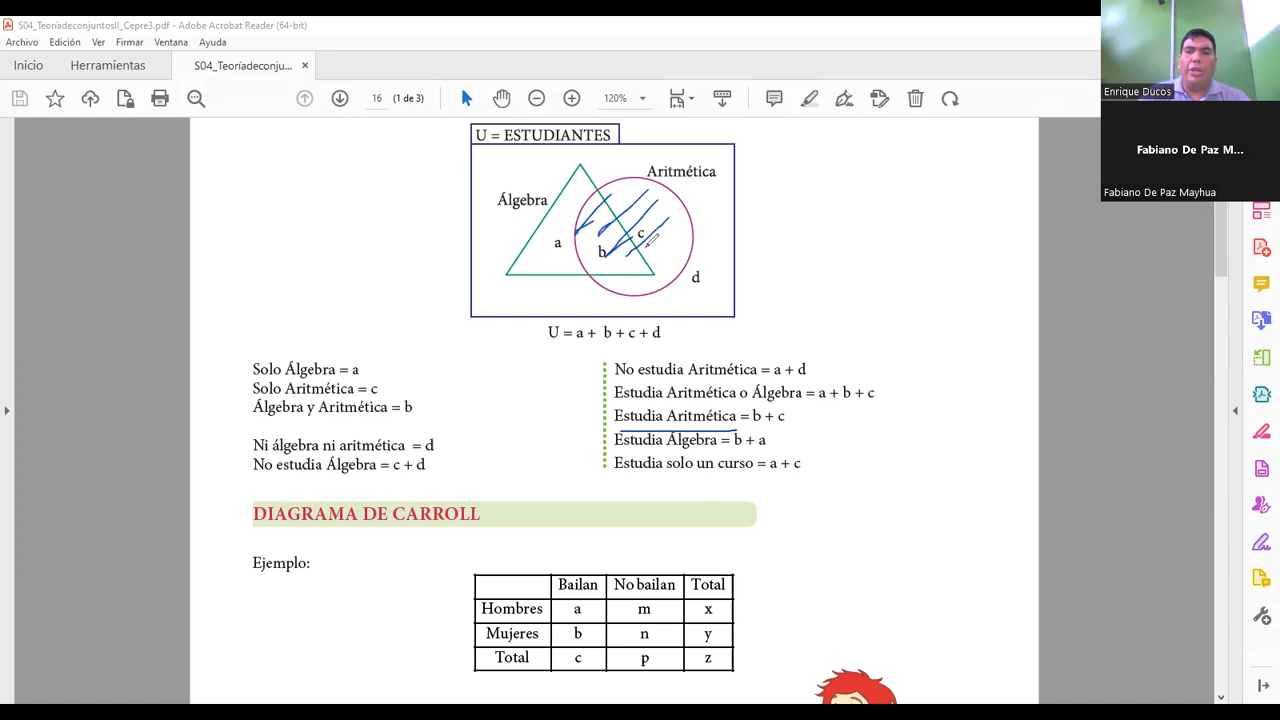 S04_TeoríadeconjuntosII_Cepre3.pdf - Adobe Acrobat Reader (64-bit)
Archivo Edición Ver Firmar Ventana Ayuda
Inicio Herramientas S04_Teoríadeconju... ×
16 (1 de 3) 120%
Enrique Ducos
Fabiano De Paz M...
Fabiano De Paz Mayhua
U = ESTUDIANTES
Aritmética
Álgebra
a b c d
U = a + b + c + d
Solo Álgebra = a
Solo Aritmética = c
Álgebra y Aritmética = b
Ni álgebra ni aritmética = d
No estudia Álgebra = c + d
No estudia Aritmética = a + d
Estudia Aritmética o Álgebra = a + b + c
Estudia Aritmética = b + c
Estudia Álgebra = b + a
Estudia solo un curso = a + c
DIAGRAMA DE CARROLL
Ejemplo:
Bailan No bailan Total
Hombres a m x
Mujeres b n y
Total c p z